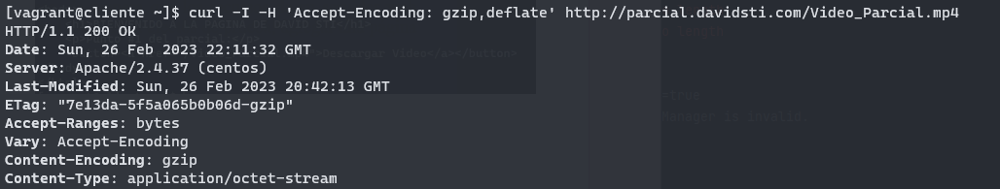 [vagrant@cliente ~]$ curl -I -H 'Accept-Encoding: gzip,deflate' http://parcial.davidsti.com/Video_Parcial.mp4
HTTP/1.1 200 OK
Date: Sun, 26 Feb 2023 22:11:32 GMT
Server: Apache/2.4.37 (centos)
Last-Modified: Sun, 26 Feb 2023 20:42:13 GMT
ETag: "7e13da-5f5a065b0b06d-gzip"
Accept-Ranges: bytes
Vary: Accept-Encoding
Content-Encoding: gzip
Content-Type: application/octet-stream